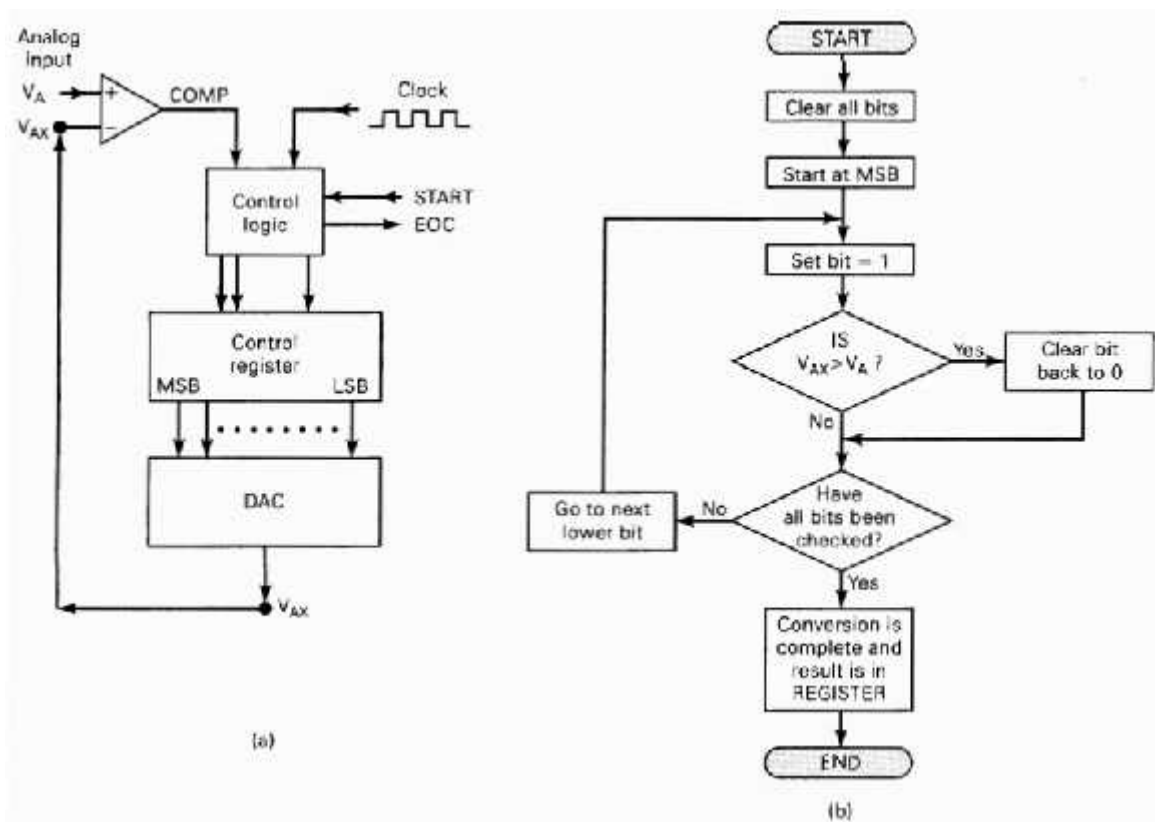 Analog
input
V_A
+
COMP
Clock
V_AX
−
START
EOC
Control
logic
Control
register
MSB
LSB
DAC
V_AX
(a)
START
Clear all bits
Start at MSB
Set bit = 1
IS
V_AX > V_A ?
Yes
Clear bit
back to 0
No
Have
all bits been
checked?
No
Go to next
lower bit
Yes
Conversion is
complete and
result is in
REGISTER
END
(b)